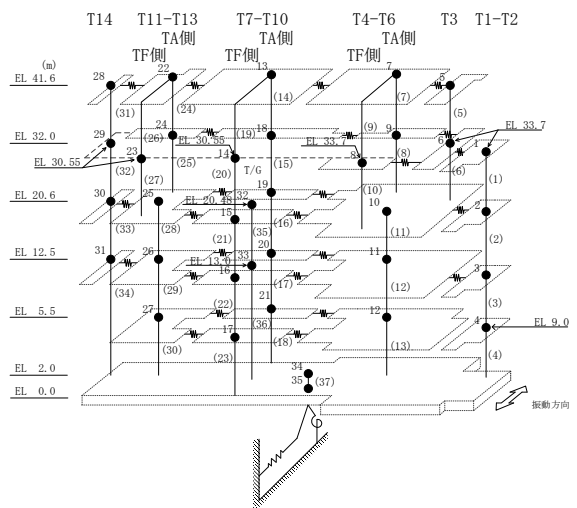 T14 T11-T13 T7-T10 T4-T6 T3 T1-T2
TA側 TA側 TA側
TF側 TF側 TF側
(m)
EL 41.6 28 22 13 7 5
(31) (24) (14) (7) (5)
EL 32.0 29 24 18 9 6 1 EL 33.7
(26) (19) EL 30.55 (9) EL 33.7
EL 30.55 23 14 8
(32) (25) (20) T/G (15) (8) (6) (1)
(27) (10)
EL 20.6 30 25 19 32 10 2
EL 20.48 15
(33) (28) (35) (16) (11) (2)
(21)
EL 12.5 31 26 20 33 11 3
EL 13.0 16
(34) (29) (17) (12) (3)
(22)
EL 5.5 27 21 12 4 EL 9.0
(36)
17
(30) (23) (18) (13) (4)
EL 2.0 34
EL 0.0 35 (37)
振動方向